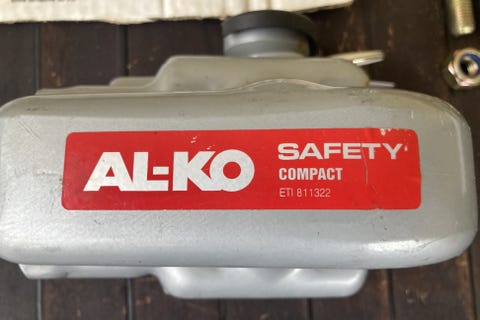 AL-KO
SAFETY
COMPACT
ETI 811322